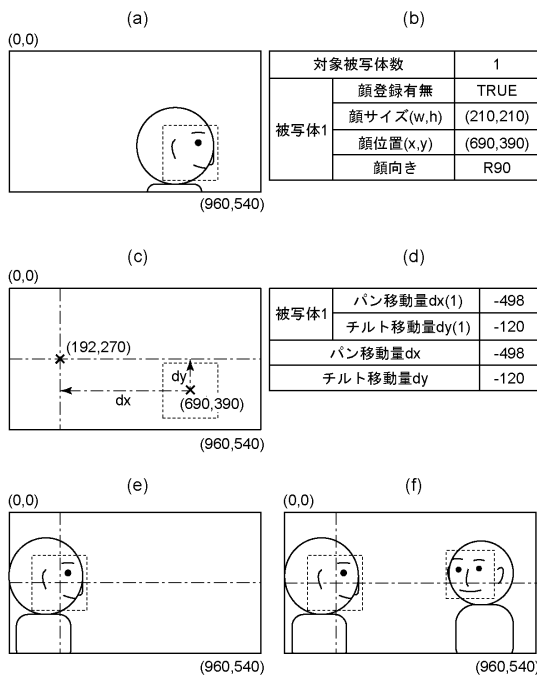 (a)
(0,0)
(960,540)
(b)
対象被写体数 1
被写体1
顔登録有無 TRUE
顔サイズ(w,h) (210,210)
顔位置(x,y) (690,390)
顔向き R90
(c)
(0,0)
(192,270)
dy
dx
(690,390)
(960,540)
(d)
被写体1
パン移動量dx(1) -498
チルト移動量dy(1) -120
パン移動量dx -498
チルト移動量dy -120
(e)
(0,0)
(960,540)
(f)
(0,0)
(960,540)